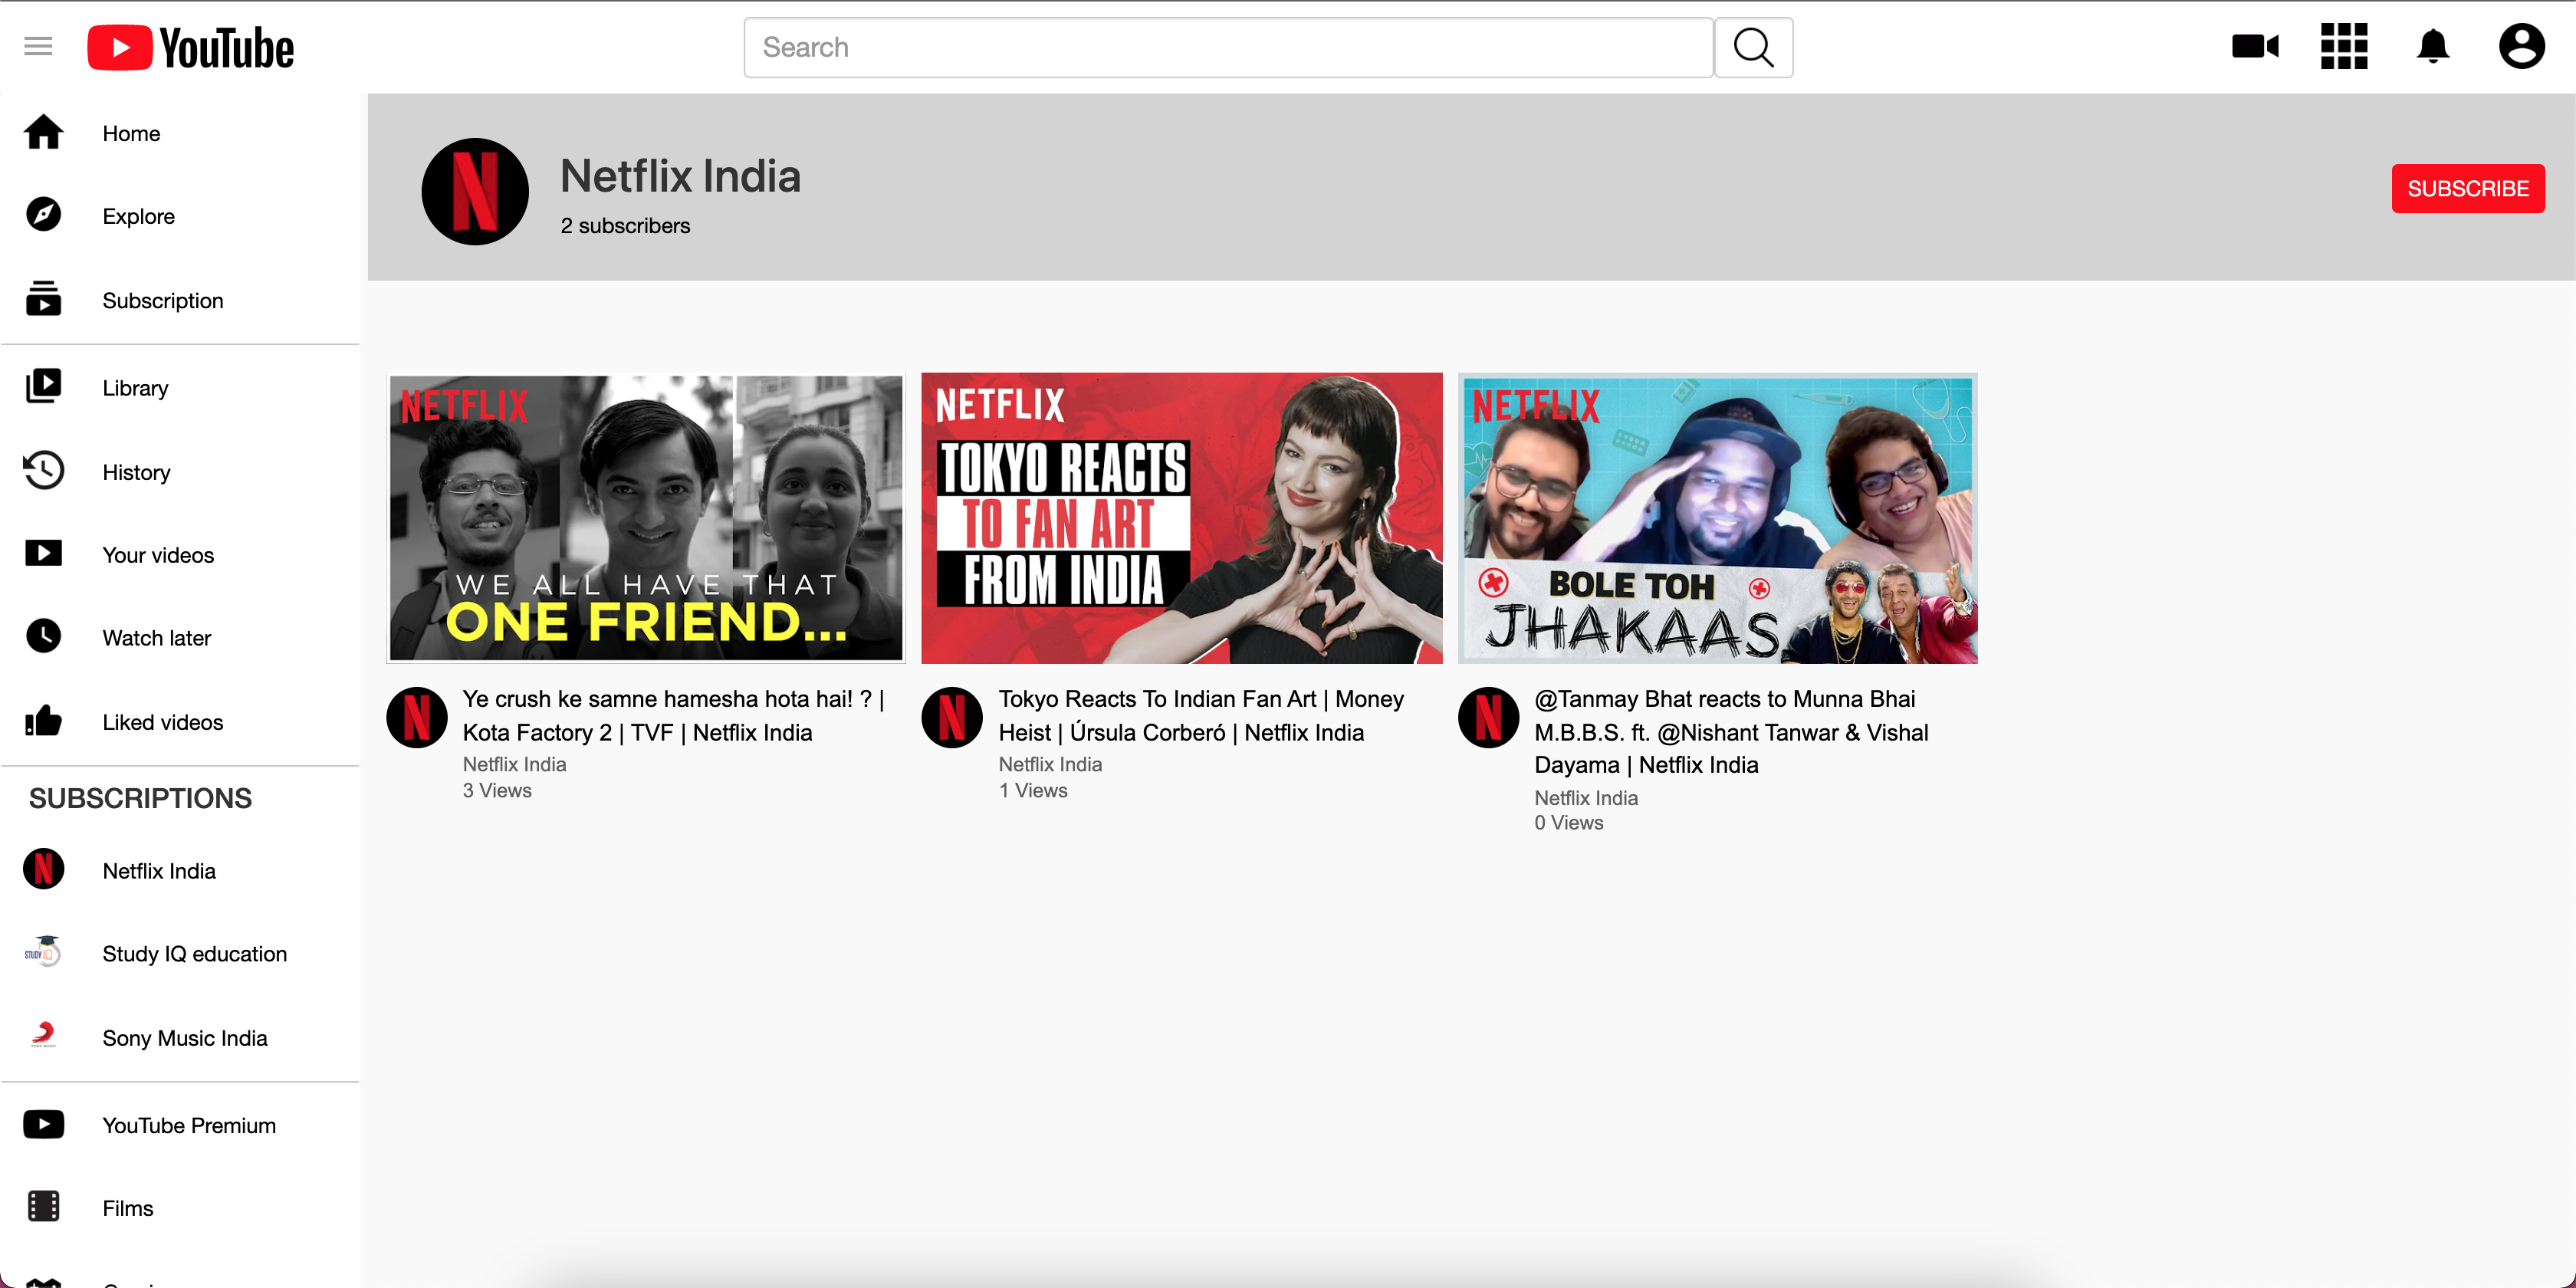 YouTube
Search
Home
Explore
Subscription
Library
History
Your videos
Watch later
Liked videos
SUBSCRIPTIONS
Netflix India
STUDY IQ
Study IQ education
Sony Music India
YouTube Premium
Films
Netflix India
2 subscribers
SUBSCRIBE
NETFLIX
WE ALL HAVE THAT
ONE FRIEND...
Ye crush ke samne hamesha hota hai! ? |
Kota Factory 2 | TVF | Netflix India
Netflix India
3 Views
NETFLIX
TOKYO REACTS
TO FAN ART
FROM INDIA
Tokyo Reacts To Indian Fan Art | Money
Heist | Úrsula Corberó | Netflix India
Netflix India
1 Views
NETFLIX
BOLE TOH
JHAKAAS
@Tanmay Bhat reacts to Munna Bhai
M.B.B.S. ft. @Nishant Tanwar & Vishal
Dayama | Netflix India
Netflix India
0 Views